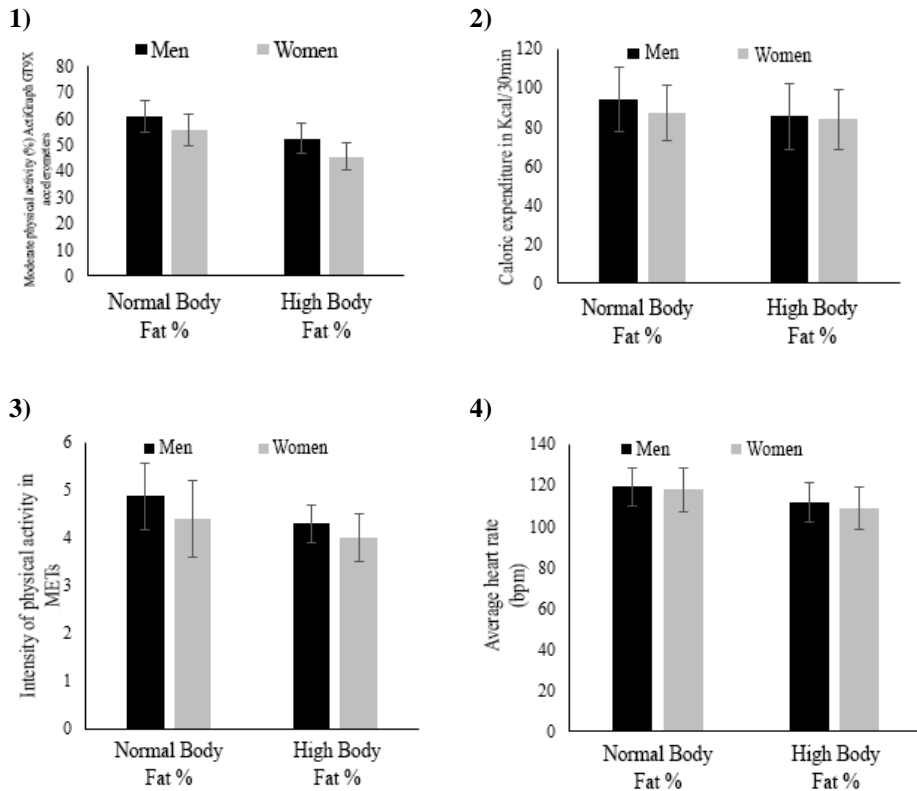 1)
Men Women
Moderate physical activity (%) ActiGraph GT9X
accelerometers
80
70
60
50
40
30
20
10
0
Normal Body
Fat %
High Body
Fat %
2)
Men Women
Caloric expenditure in Kcal/30min
120
100
80
60
40
20
0
Normal Body
Fat %
High Body
Fat %
3)
Men Women
Intensity of physical activity in
METs
6
5
4
3
2
1
0
Normal Body
Fat %
High Body
Fat %
4)
Men Women
Average heart rate
(bpm)
140
120
100
80
60
40
20
0
Normal Body
Fat %
High Body
Fat %